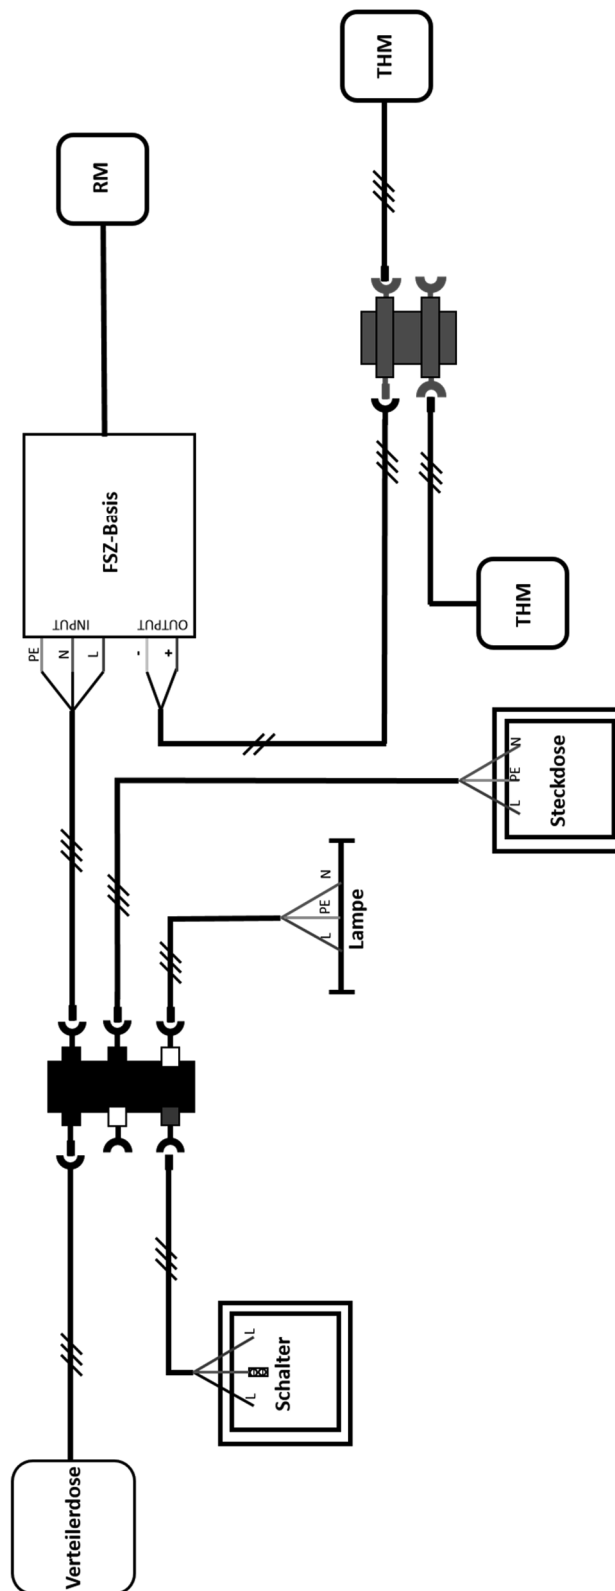 THM
RM
FSZ-Basis
INPUT
OUTPUT
PE
N
L
-
+
THM
Steckdose
L
PE
N
Lampe
L
PE
N
Schalter
L
L
Verteilerdose